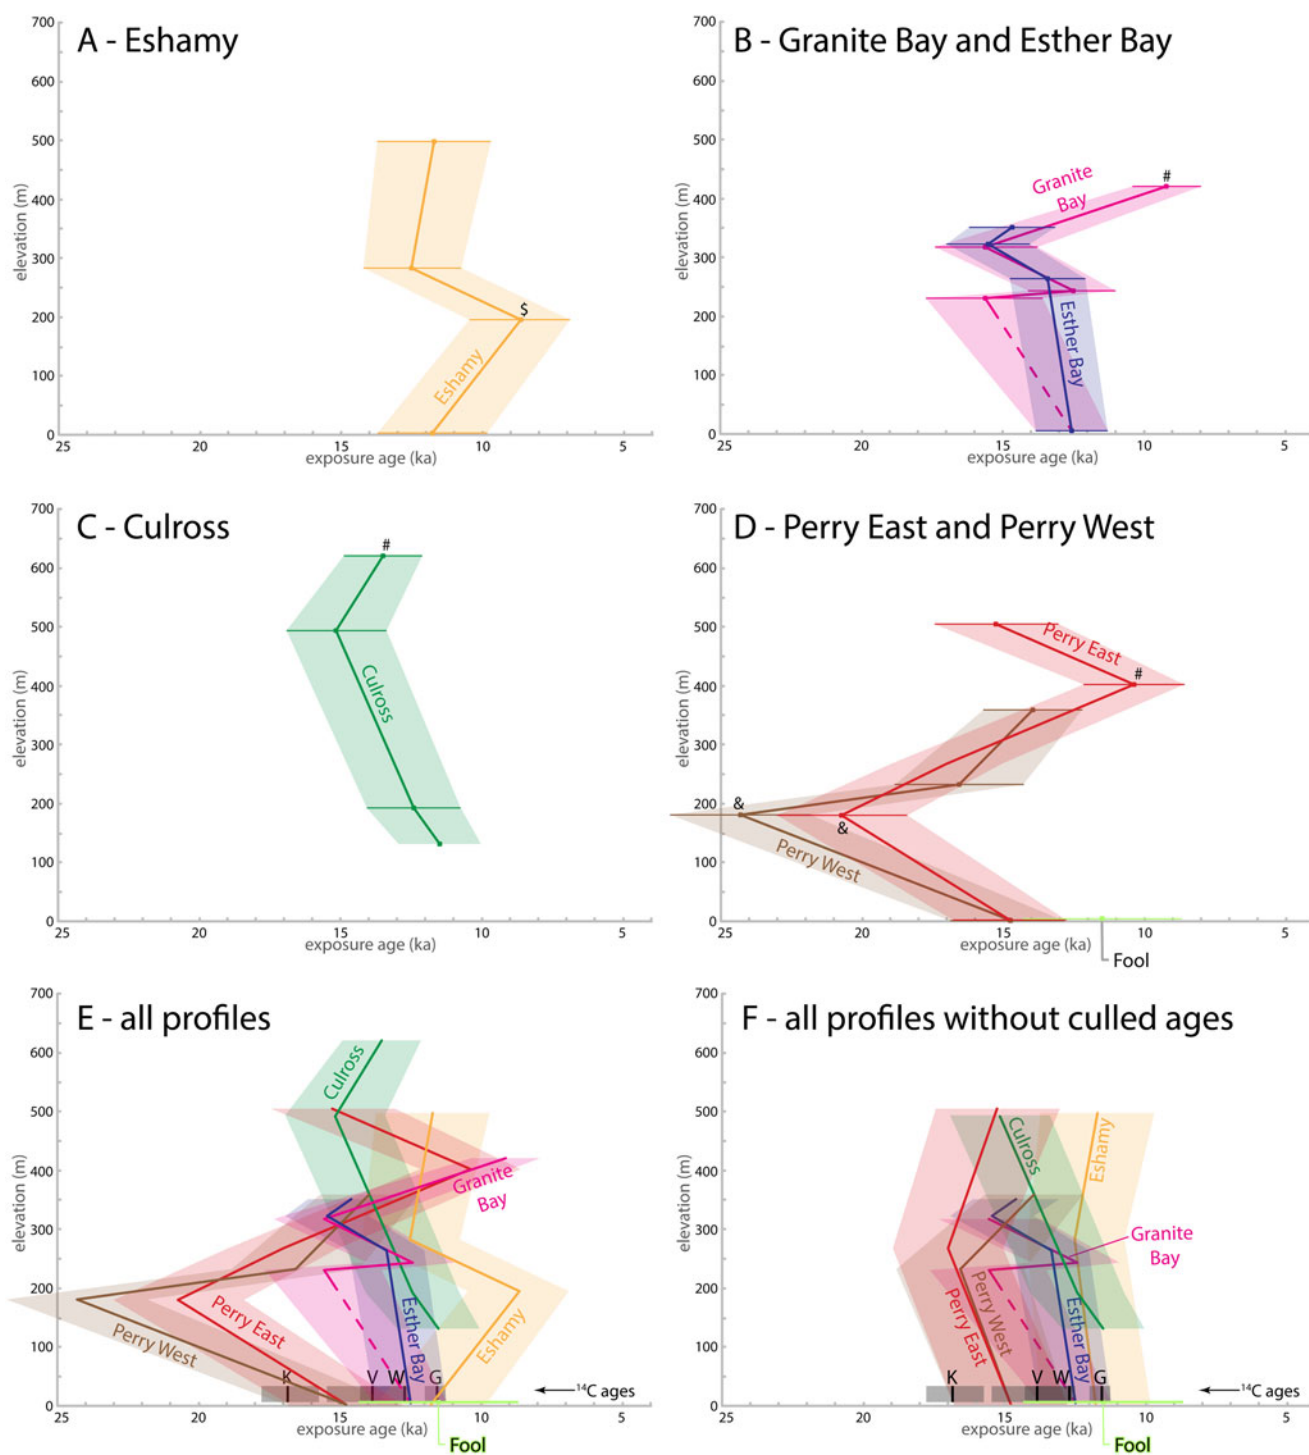 A - Eshamy
700
600
500
400
300
200
100
0
elevation (m)
$
Eshamy
25
20
15
10
5
exposure age (ka)
B - Granite Bay and Esther Bay
700
600
500
400
300
200
100
0
elevation (m)
Granite
Bay
#
Esther Bay
25
20
15
10
5
exposure age (ka)
C - Culross
700
600
500
400
300
200
100
0
elevation (m)
#
Culross
25
20
15
10
5
exposure age (ka)
D - Perry East and Perry West
700
600
500
400
300
200
100
0
elevation (m)
Perry East
#
&
&
Perry West
25
20
15
10
5
exposure age (ka)
Fool
E - all profiles
700
600
500
400
300
200
100
0
elevation (m)
Culross
Granite
Bay
Perry East
Perry West
Esther Bay
Eshamy
K
V
W
G
14C ages
25
20
15
10
5
exposure age (ka)
Fool
F - all profiles without culled ages
700
600
500
400
300
200
100
0
elevation (m)
Culross
Eshamy
Granite
Bay
Perry East
Perry West
Esther Bay
K
V
W
G
14C ages
25
20
15
10
5
exposure age (ka)
Fool